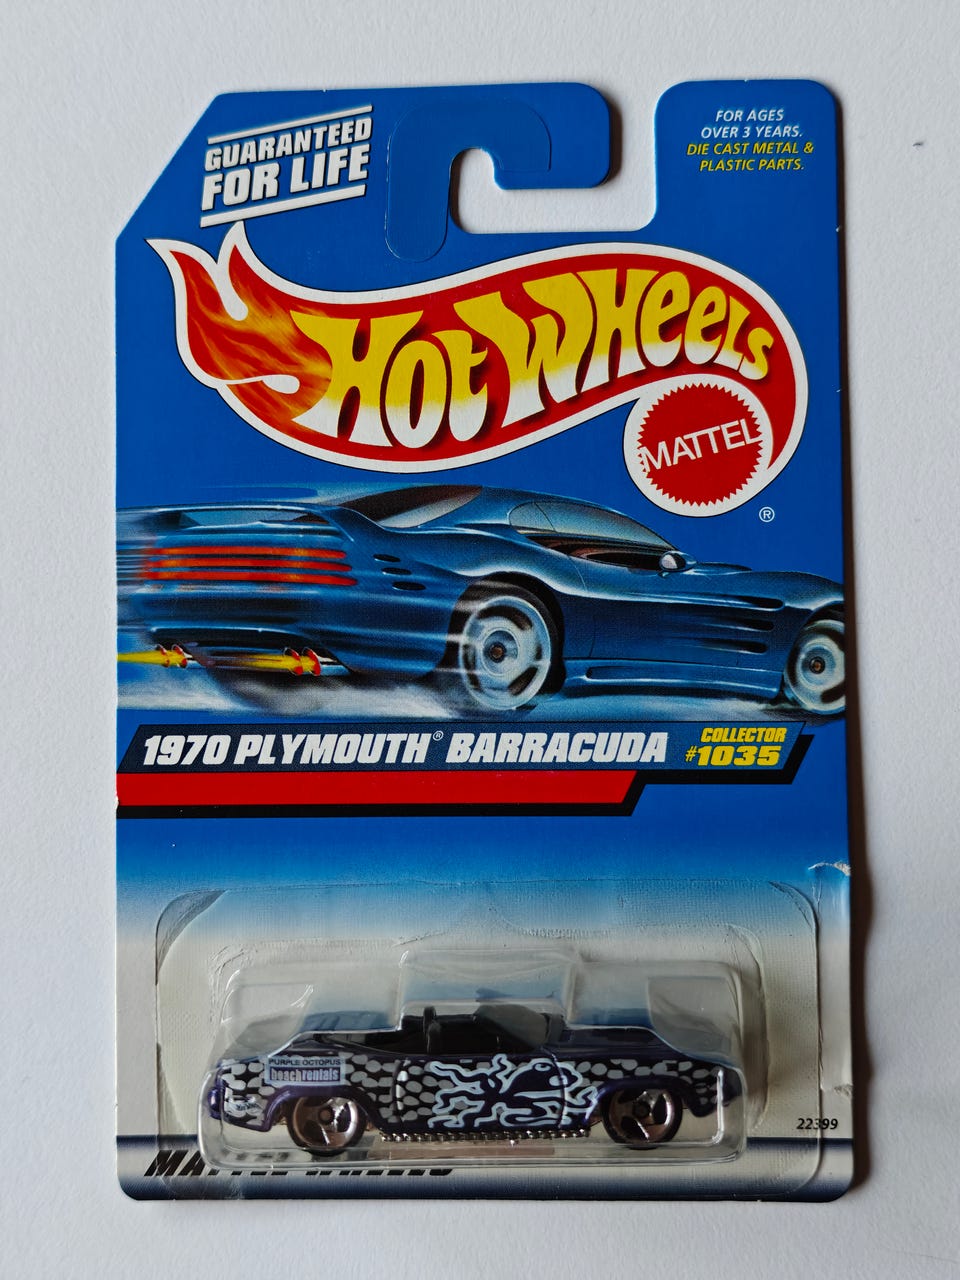 GUARANTEED
FOR LIFE
FOR AGES
OVER 3 YEARS.
DIE CAST METAL &
PLASTIC PARTS.
HOT WHEELS
MATTEL
®
1970 PLYMOUTH® BARRACUDA
COLLECTOR
#1035
PURPLE OCTOPUS
beachrentals
22399